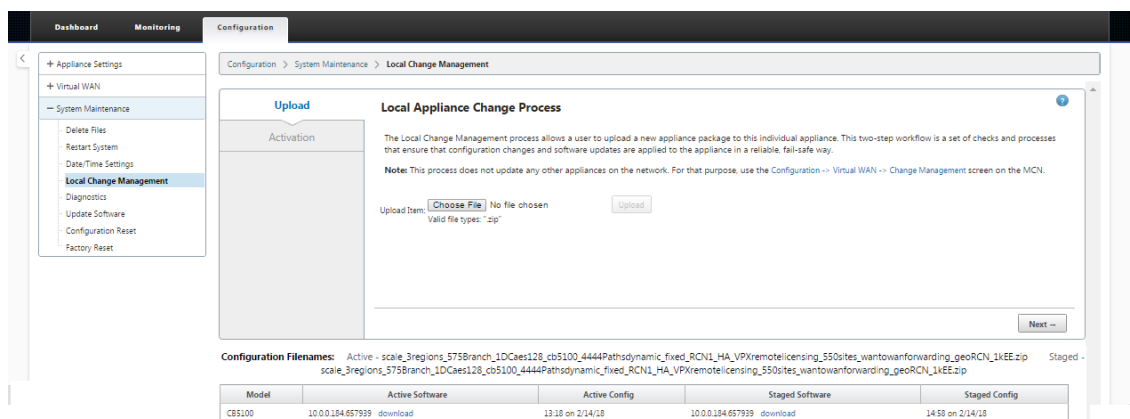 Dashboard Monitoring Configuration
+ Appliance Settings
+ Virtual WAN
− System Maintenance
Delete Files
Restart System
Date/Time Settings
Local Change Management
Diagnostics
Update Software
Configuration Reset
Factory Reset
Configuration > System Maintenance > Local Change Management
Upload
Activation
Local Appliance Change Process
?
The Local Change Management process allows a user to upload a new appliance package to this individual appliance. This two-step workflow is a set of checks and processes
that ensure that configuration changes and software updates are applied to the appliance in a reliable, fail-safe way.
Note: This process does not update any other appliances on the network. For that purpose, use the Configuration -> Virtual WAN -> Change Management screen on the MCN.
Upload Item: Choose File No file chosen Upload
Valid file types: ".zip"
Next --
Configuration Filenames: Active - scale_3regions_575Branch_1DCaes128_cb5100_4444Pathsdynamic_fixed_RCN1_HA_VPXremotelicensing_550sites_wantowanforwarding_geoRCN_1kEE.zip Staged -
scale_3regions_575Branch_1DCaes128_cb5100_4444Pathsdynamic_fixed_RCN1_HA_VPXremotelicensing_550sites_wantowanforwarding_geoRCN_1kEE.zip
Model Active Software Active Config Staged Software Staged Config
CB5100 10.0.0.184.657939 download 13:18 on 2/14/18 10.0.0.184.657939 download 14:58 on 2/14/18